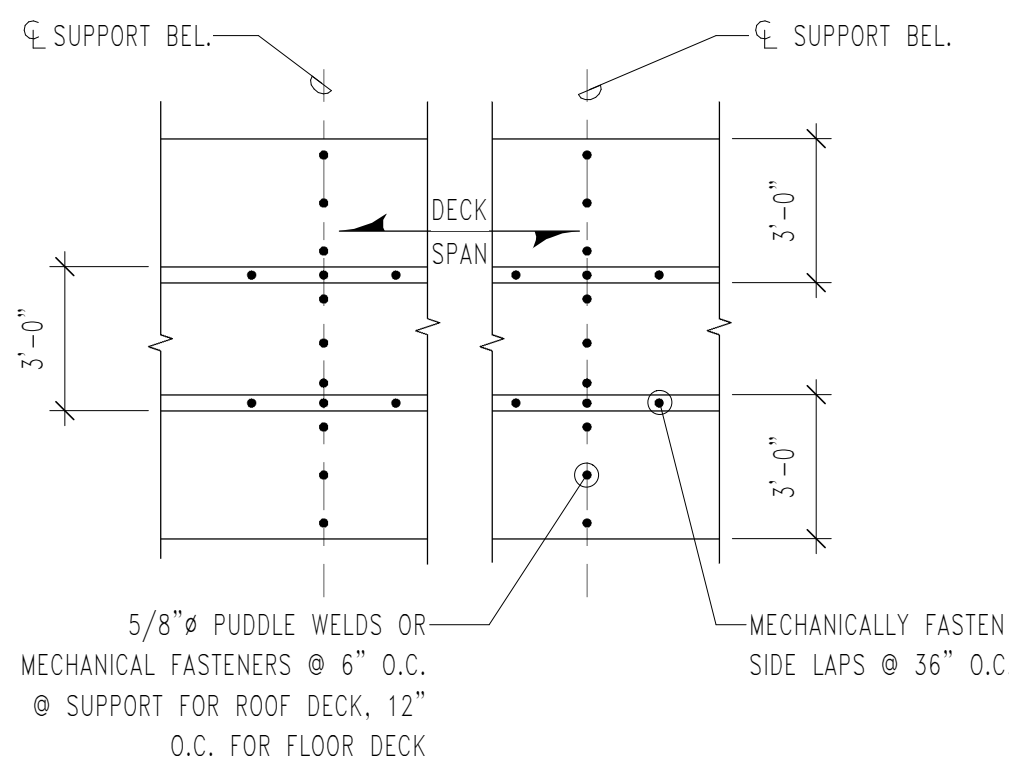 ℄ SUPPORT BEL.
℄ SUPPORT BEL.
DECK
SPAN
3'-0"
3'-0"
3'-0"
5/8"ø PUDDLE WELDS OR
MECHANICAL FASTENERS @ 6" O.C.
@ SUPPORT FOR ROOF DECK, 12"
O.C. FOR FLOOR DECK
MECHANICALLY FASTEN
SIDE LAPS @ 36" O.C.